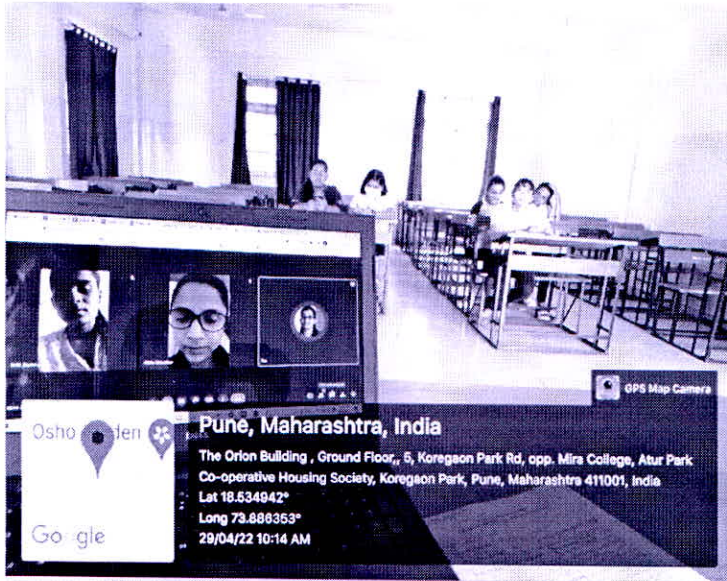 GPS Map Camera
Pune, Maharashtra, India
The Orion Building , Ground Floor,, 5, Koregaon Park Rd, opp. Mira College, Atur Park
Co-operative Housing Society, Koregaon Park, Pune, Maharashtra 411001, India
Lat 18.534942°
Long 73.886353°
29/04/22 10:14 AM
Osho
den
Google